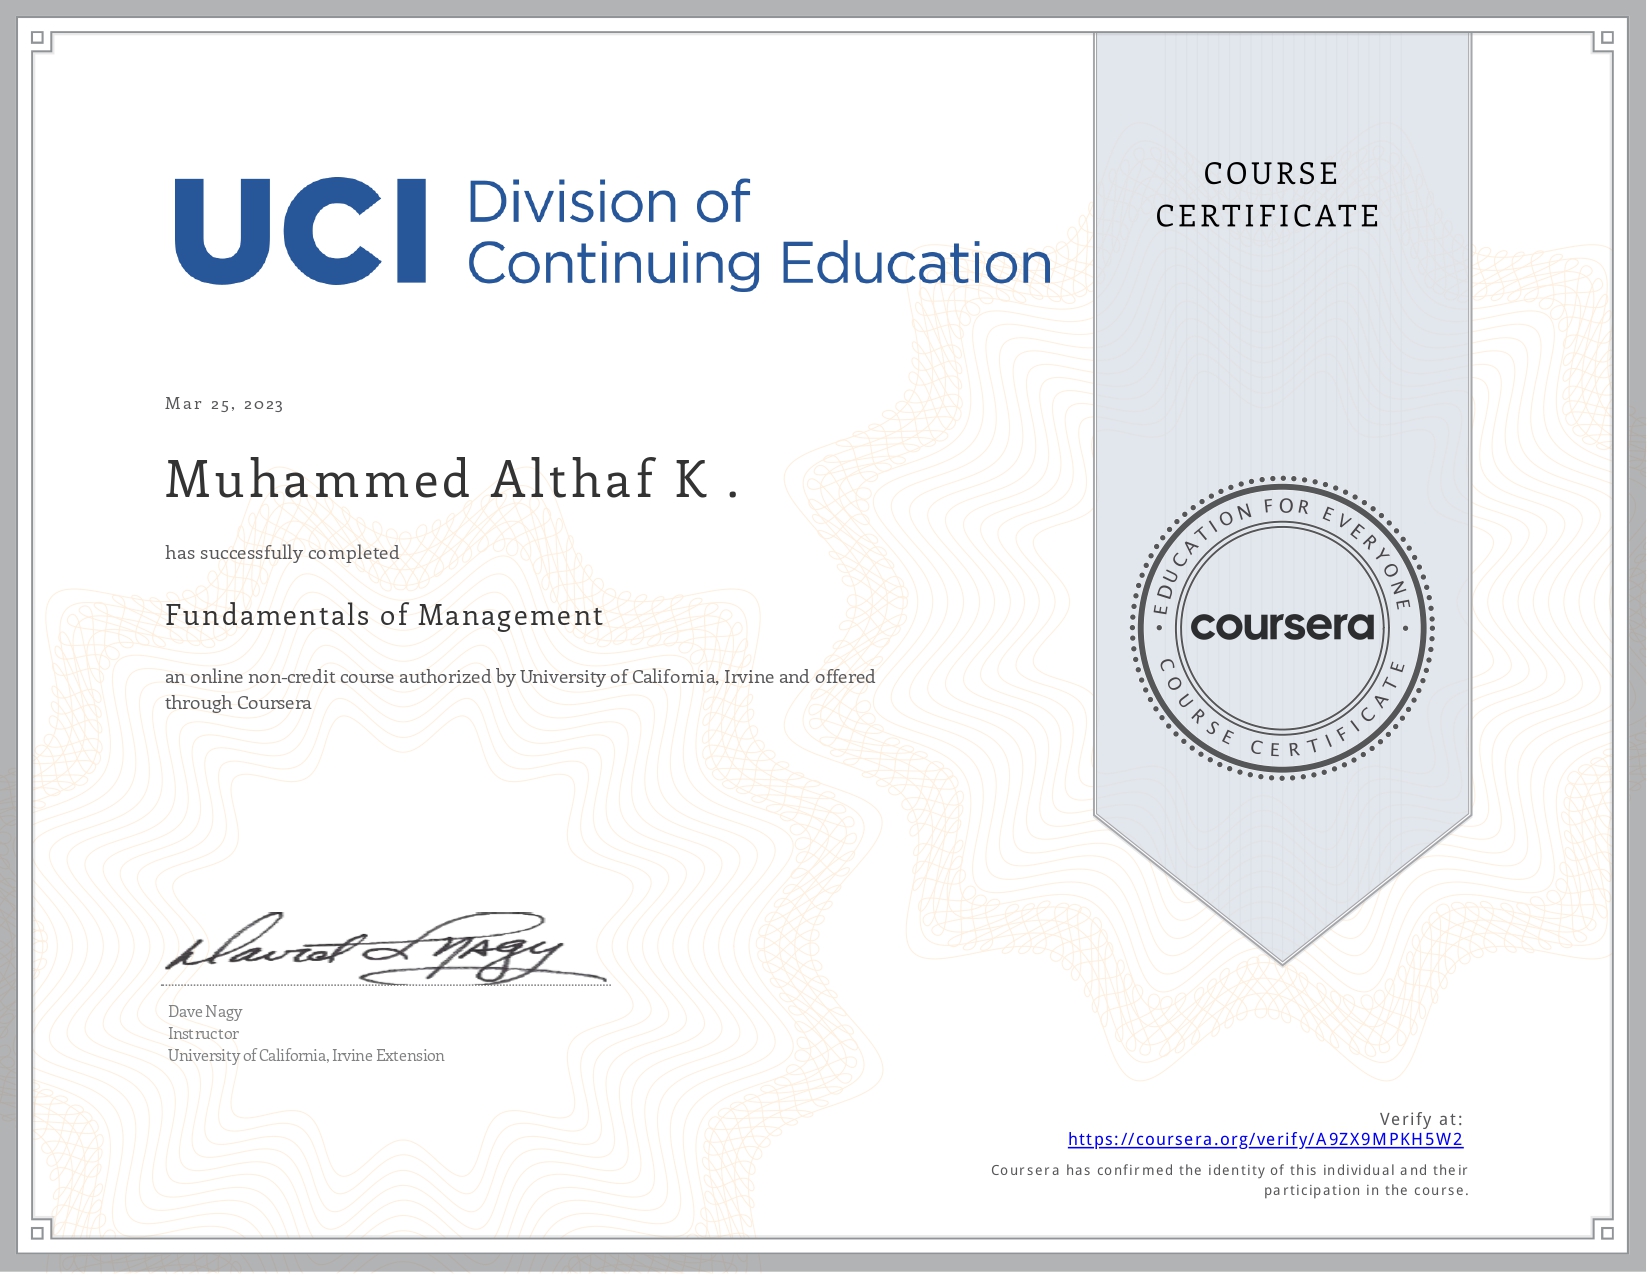 UCI Division of
Continuing Education
COURSE
CERTIFICATE
Mar 25, 2023
Muhammed Althaf K .
has successfully completed
Fundamentals of Management
an online non-credit course authorized by University of California, Irvine and offered
through Coursera
EDUCATION FOR EVERYONE
coursera
COURSE CERTIFICATE
David L Nagy
Dave Nagy
Instructor
University of California, Irvine Extension
Verify at:
https://coursera.org/verify/A9ZX9MPKH5W2
Coursera has confirmed the identity of this individual and their
participation in the course.